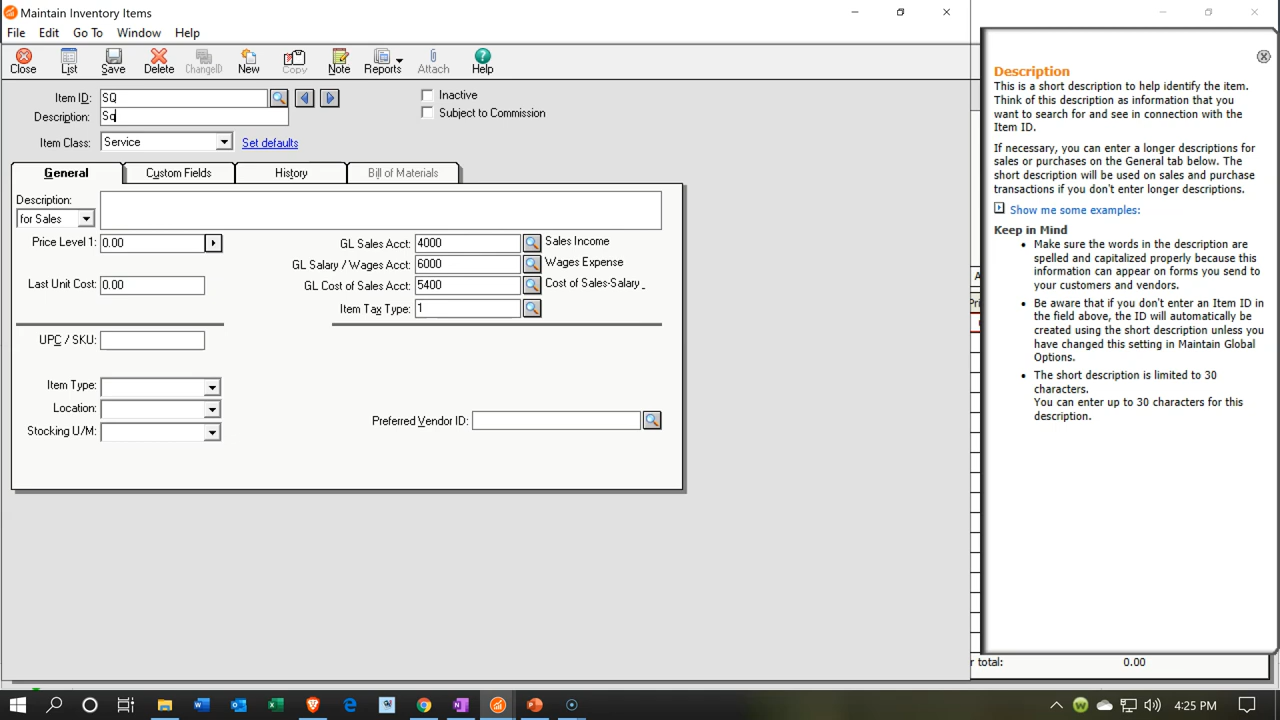 Maintain Inventory Items
File Edit Go To Window Help
Close List Save Delete ChangeID New Copy Note Reports Attach Help
Item ID: SQ
Inactive
Description: Sq
Subject to Commission
Item Class: Service Set defaults
General Custom Fields History Bill of Materials
Description:
for Sales
Price Level 1: 0.00
GL Sales Acct: 4000 Sales Income
GL Salary / Wages Acct: 6000 Wages Expense
Last Unit Cost: 0.00
GL Cost of Sales Acct: 5400 Cost of Sales-Salary_
Item Tax Type: 1
UPC / SKU:
Item Type:
Location:
Preferred Vendor ID:
Stocking U/M:
Description
This is a short description to help identify the item.
Think of this description as information that you
want to search for and see in connection with the
Item ID.
If necessary, you can enter a longer descriptions for
sales or purchases on the General tab below. The
short description will be used on sales and purchase
transactions if you don't enter longer descriptions.
Show me some examples:
Keep in Mind
• Make sure the words in the description are
spelled and capitalized properly because this
information can appear on forms you send to
your customers and vendors.
• Be aware that if you don't enter an Item ID in
the field above, the ID will automatically be
created using the short description unless you
have changed this setting in Maintain Global
Options.
• The short description is limited to 30
characters.
You can enter up to 30 characters for this
description.
r total: 0.00
4:25 PM